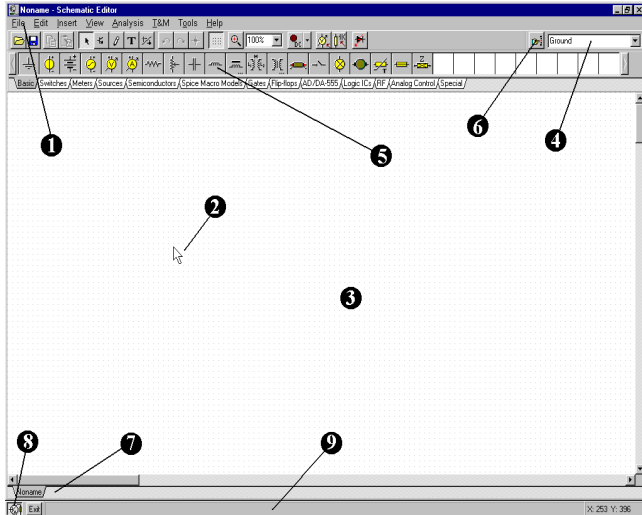 Noname - Schematic Editor
File Edit Insert View Analysis T&M Tools Help
T 100% DC Ground
Basic Switches Meters Sources Semiconductors Spice Macro Models Gates Flip-flops AD/DA-555 Logic ICs RF Analog Control Special
1
6
4
5
2
3
8
7
9
Noname
Exit X: 253 Y: 396